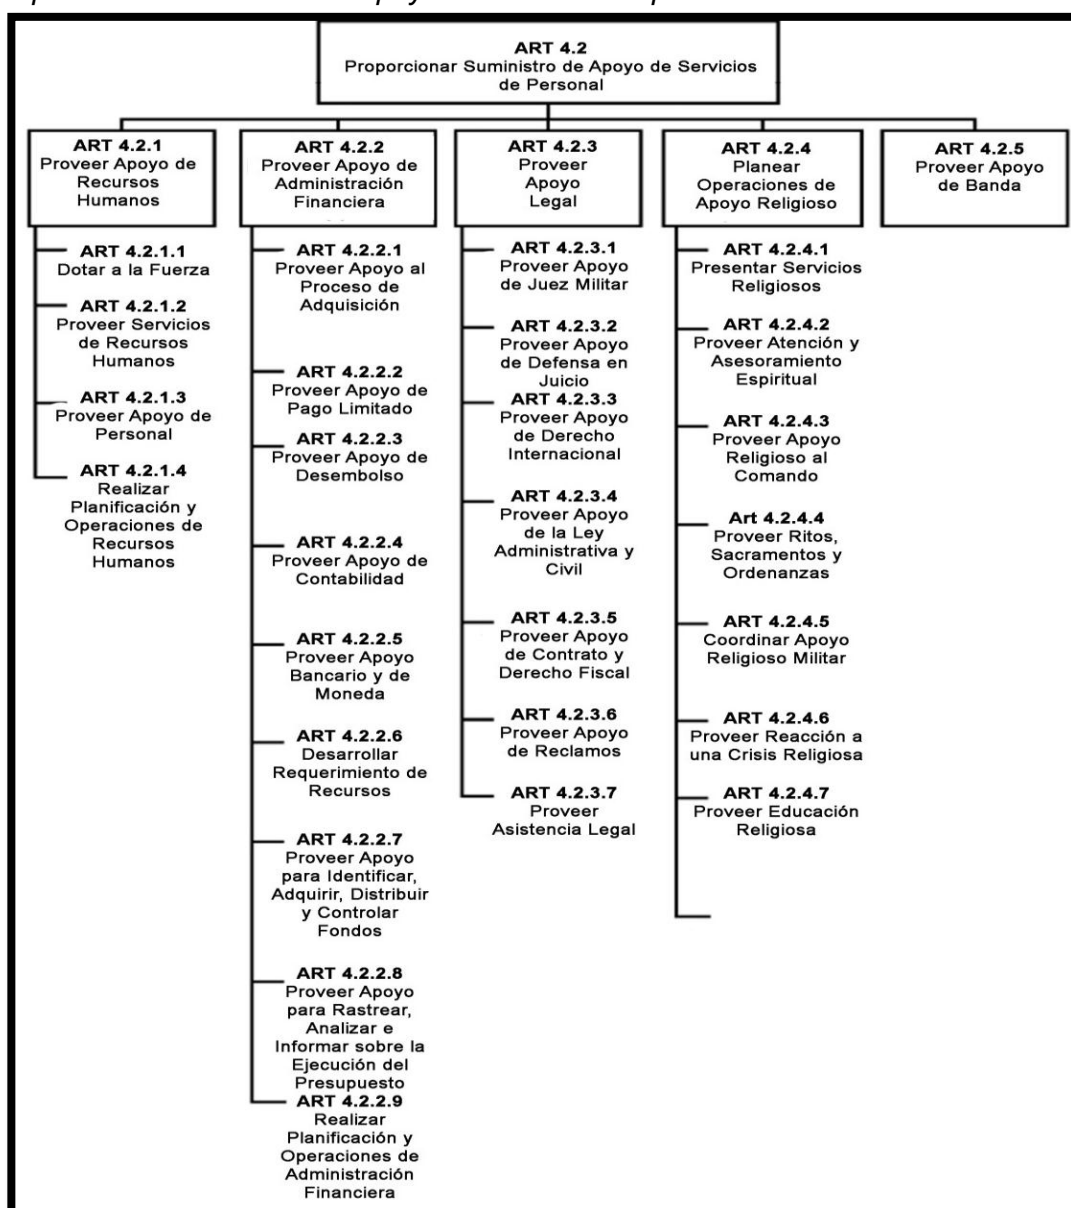 ART 4.2
Proporcionar Suministro de Apoyo de Servicios
de Personal
ART 4.2.1
Proveer Apoyo de
Recursos
Humanos
ART 4.2.1.1
Dotar a la Fuerza
ART 4.2.1.2
Proveer Servicios
de Recursos
Humanos
ART 4.2.1.3
Proveer Apoyo de
Personal
ART 4.2.1.4
Realizar
Planificación y
Operaciones de
Recursos
Humanos
ART 4.2.2
Proveer Apoyo de
Administración
Financiera
ART 4.2.2.1
Proveer Apoyo al
Proceso de
Adquisición
ART 4.2.2.2
Proveer Apoyo de
Pago Limitado
ART 4.2.2.3
Proveer Apoyo de
Desembolso
ART 4.2.2.4
Proveer Apoyo de
Contabilidad
ART 4.2.2.5
Proveer Apoyo
Bancario y de
Moneda
ART 4.2.2.6
Desarrollar
Requerimiento de
Recursos
ART 4.2.2.7
Proveer Apoyo
para Identificar,
Adquirir, Distribuir
y Controlar
Fondos
ART 4.2.2.8
Proveer Apoyo
para Rastrear,
Analizar e
Informar sobre la
Ejecución del
Presupuesto
ART 4.2.2.9
Realizar
Planificación y
Operaciones de
Administración
Financiera
ART 4.2.3
Proveer
Apoyo
Legal
ART 4.2.3.1
Proveer Apoyo
de Juez Militar
ART 4.2.3.2
Proveer Apoyo
de Defensa en
Juicio
ART 4.2.3.3
Proveer Apoyo
de Derecho
Internacional
ART 4.2.3.4
Proveer Apoyo
de la Ley
Administrativa y
Civil
ART 4.2.3.5
Proveer Apoyo
de Contrato y
Derecho Fiscal
ART 4.2.3.6
Proveer Apoyo
de Reclamos
ART 4.2.3.7
Proveer
Asistencia Legal
ART 4.2.4
Planear
Operaciones de
Apoyo Religioso
ART 4.2.4.1
Presentar Servicios
Religiosos
ART 4.2.4.2
Proveer Atención y
Asesoramiento
Espiritual
ART 4.2.4.3
Proveer Apoyo
Religioso al
Comando
Art 4.2.4.4
Proveer Ritos,
Sacramentos y
Ordenanzas
ART 4.2.4.5
Coordinar Apoyo
Religioso Militar
ART 4.2.4.6
Proveer Reacción a
una Crisis Religiosa
ART 4.2.4.7
Proveer Educación
Religiosa
ART 4.2.5
Proveer Apoyo
de Banda